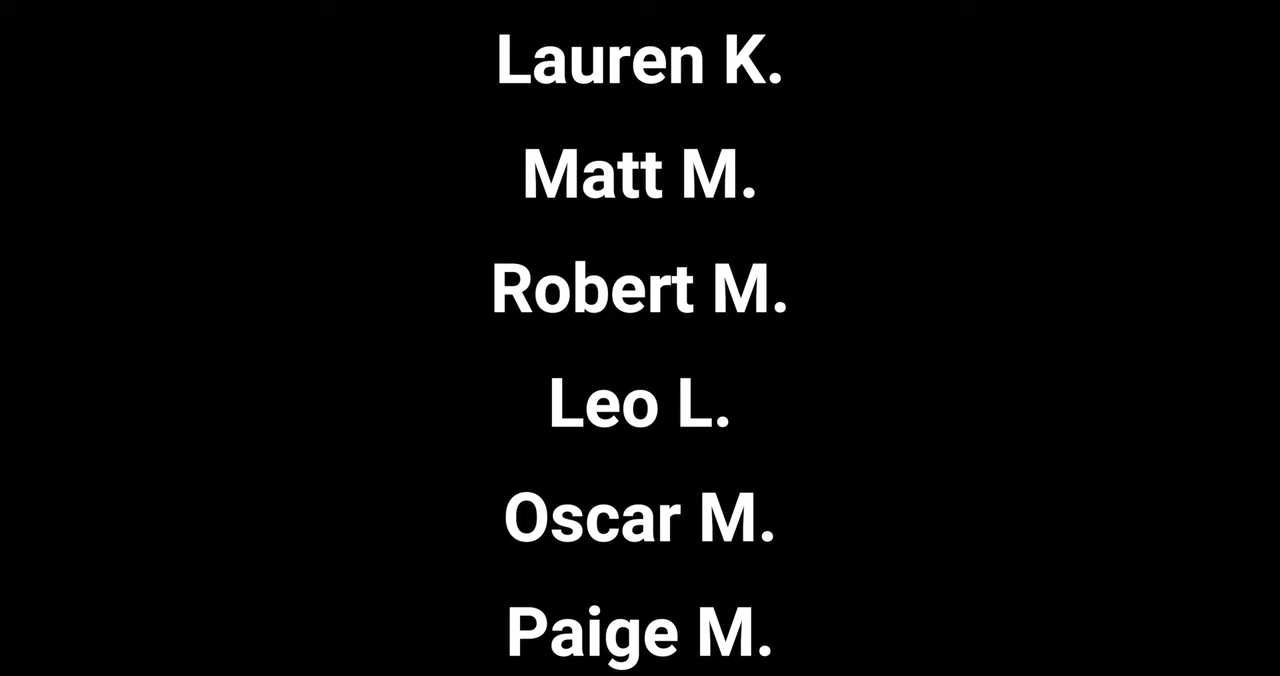 Lauren K.
Matt M.
Robert M.
Leo L.
Oscar M.
Paige M.